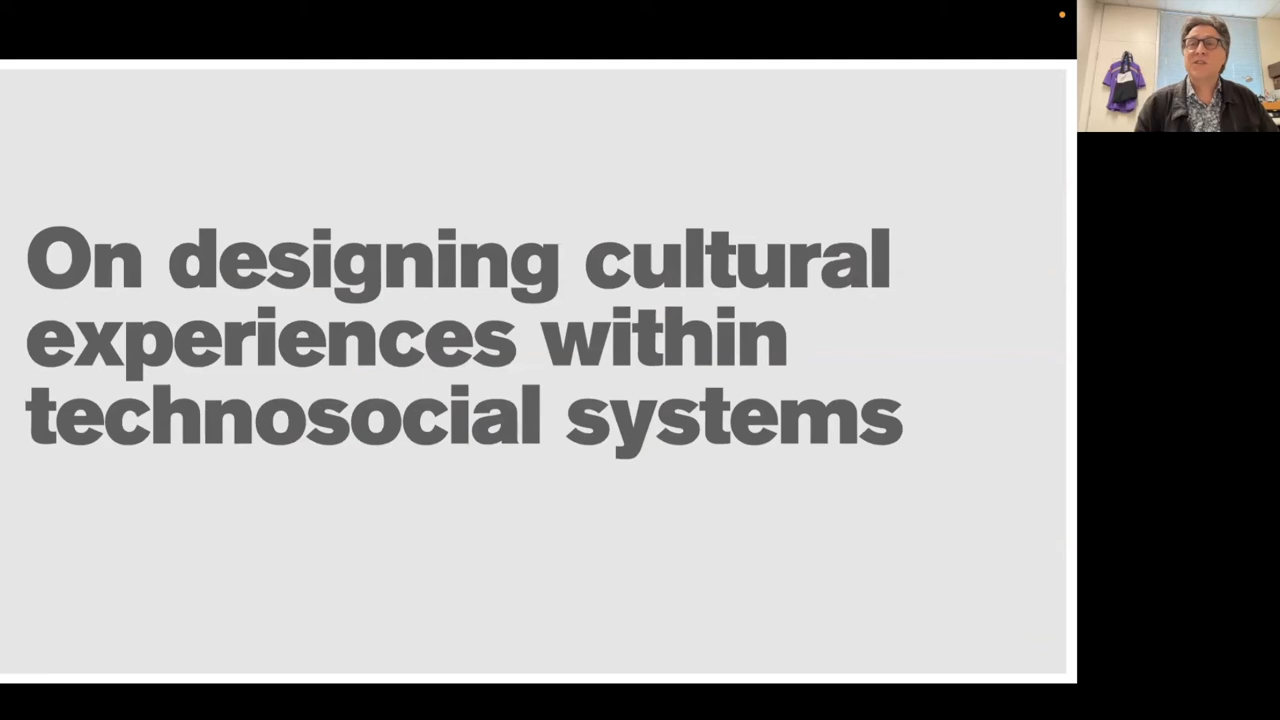 On designing cultural
experiences within
technosocial systems